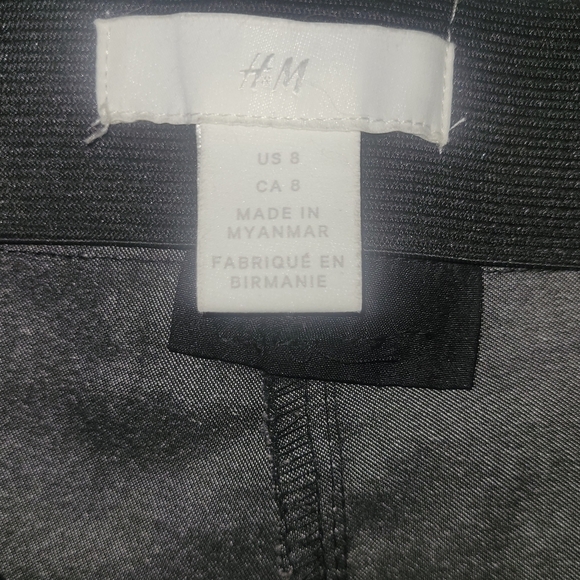 H&M
US 8
CA 8
MADE IN
MYANMAR
FABRIQUÉ EN
BIRMANIE